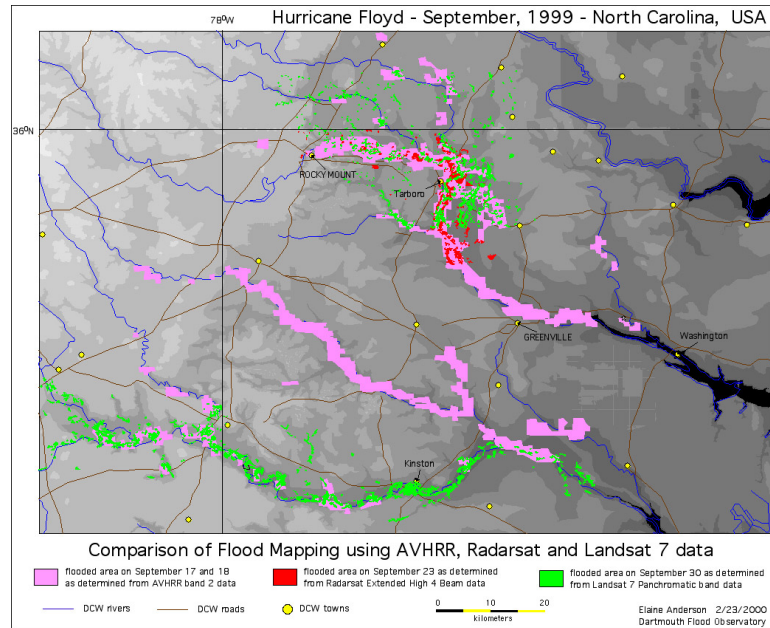 Hurricane Floyd - September, 1999 - North Carolina, USA
78°W
36°N
ROCKY MOUNT
Tarboro
GREENVILLE
Washington
Kinston
Comparison of Flood Mapping using AVHRR, Radarsat and Landsat 7 data
flooded area on September 17 and 18
as determined from AVHRR band 2 data
flooded area on September 23 as determined
from Radarsat Extended High 4 Beam data
flooded area on September 30 as determined
from Landsat 7 Panchromatic band data
DCW rivers
DCW roads
DCW towns
0 10 20
kilometers
Elaine Anderson 2/23/2000
Dartmouth Flood Observatory